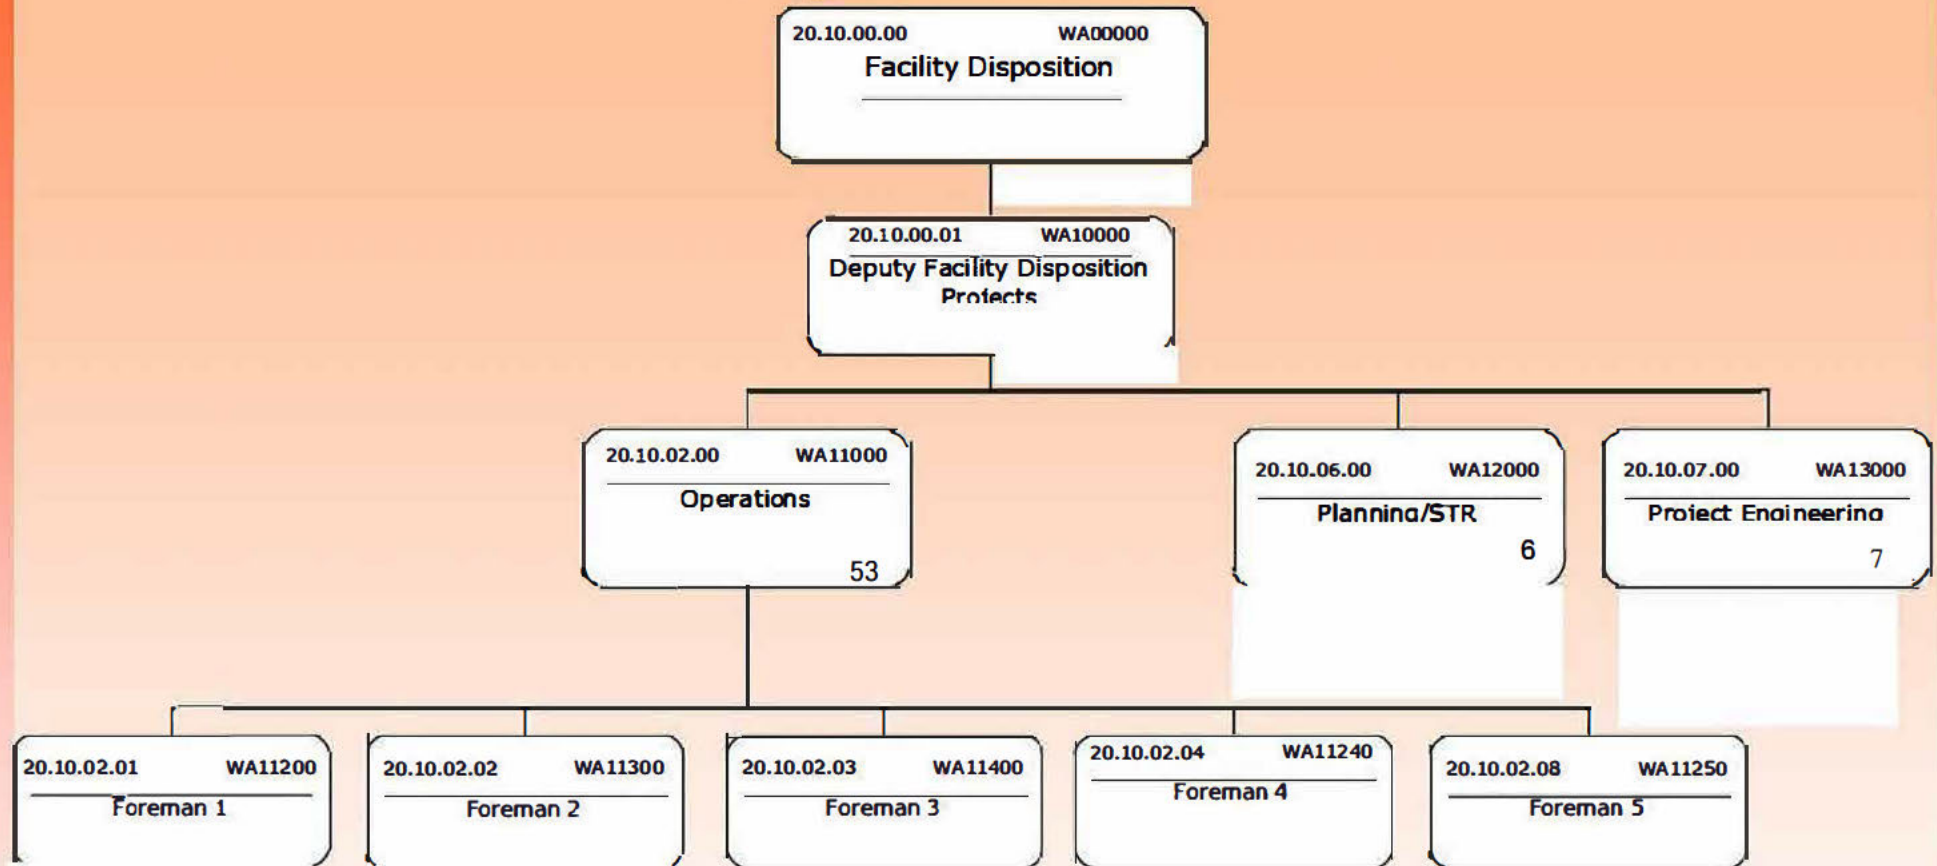 20.10.00.00 WA00000
Facility Disposition
20.10.00.01 WA10000
Deputy Facility Disposition
Projects
20.10.02.00 WA11000
Operations
53
20.10.06.00 WA12000
Planning/STR
6
20.10.07.00 WA13000
Project Engineering
7
20.10.02.01 WA11200
Foreman 1
20.10.02.02 WA11300
Foreman 2
20.10.02.03 WA11400
Foreman 3
20.10.02.04 WA11240
Foreman 4
20.10.02.08 WA11250
Foreman 5